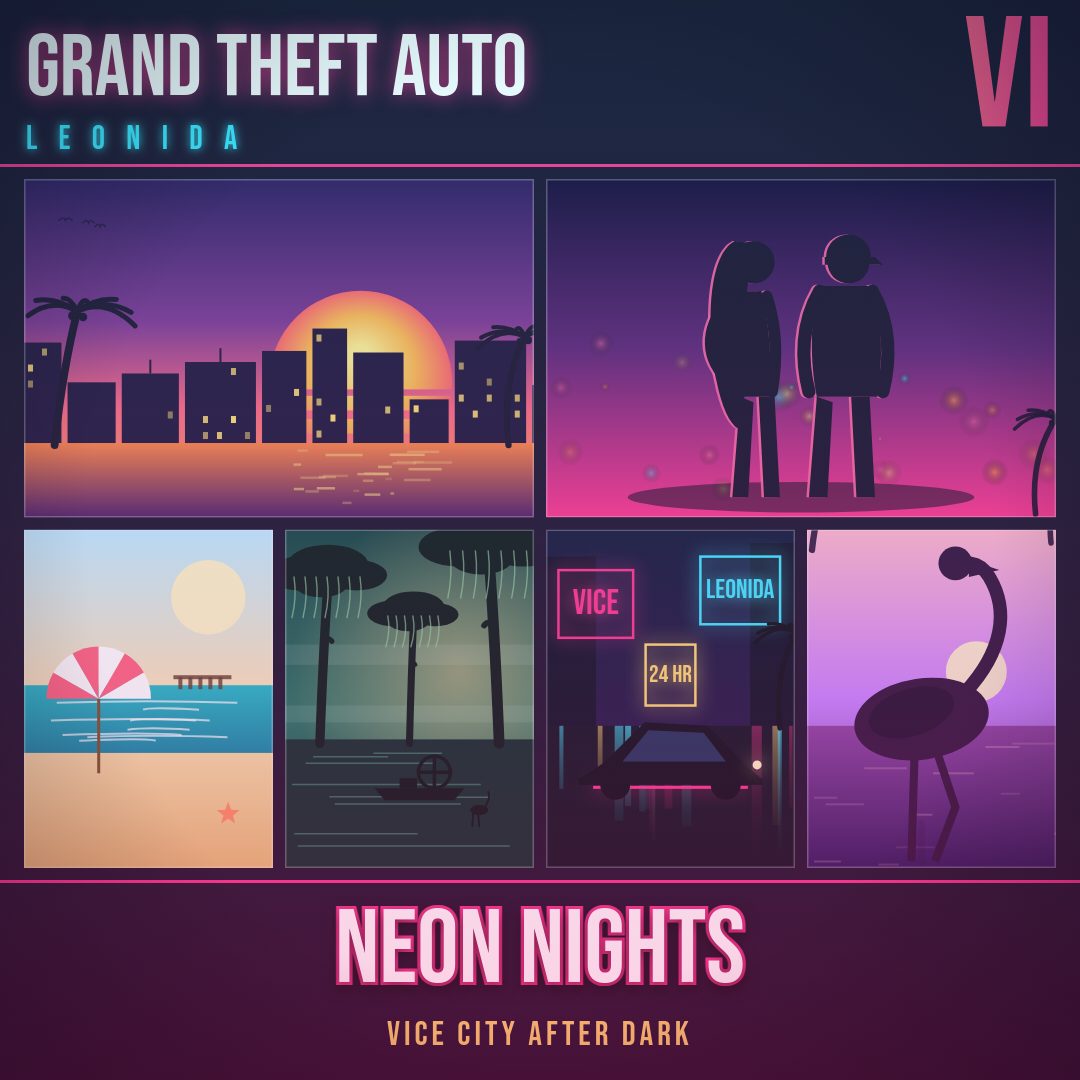 GRAND THEFT AUTO
VI
LEONIDA
VICE
LEONIDA
24 HR
NEON NIGHTS
VICE CITY AFTER DARK